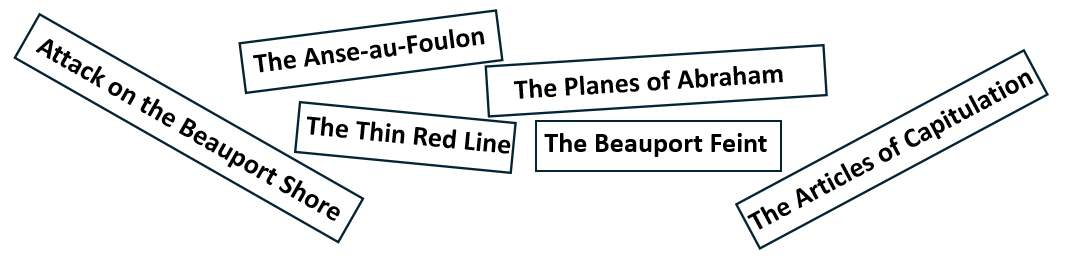 Attack on the Beauport Shore
The Anse-au-Foulon
The Planes of Abraham
The Thin Red Line
The Beauport Feint
The Articles of Capitulation